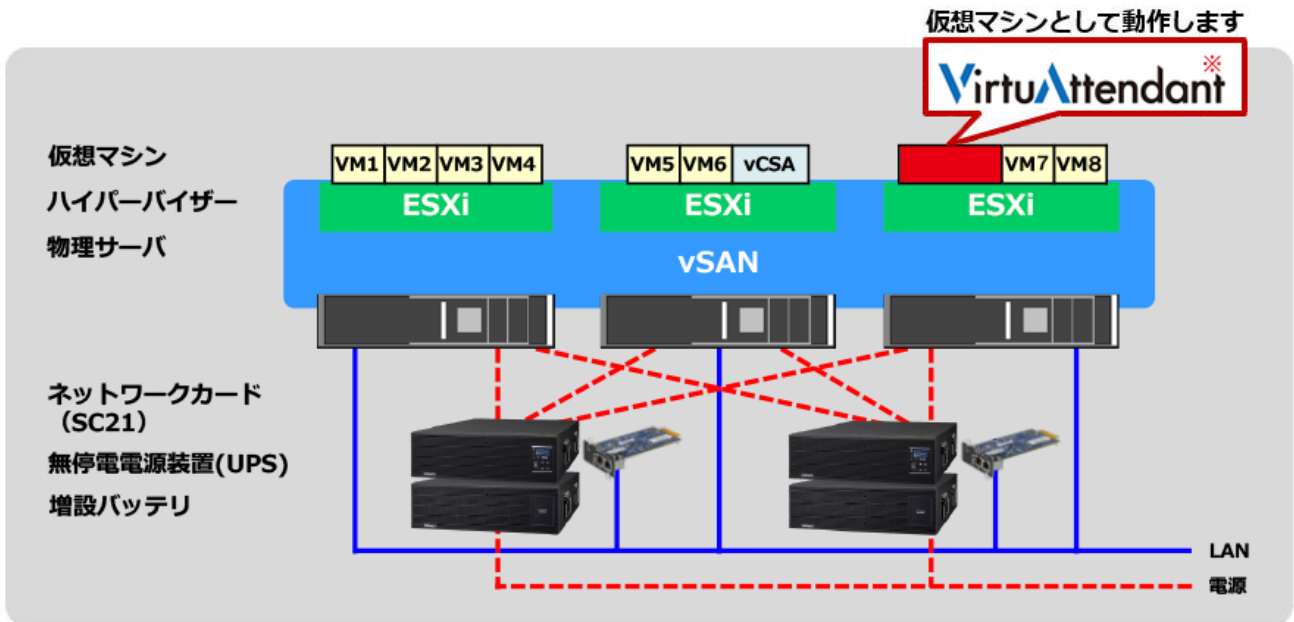 仮想マシンとして動作します
VirtuAttendant※
仮想マシン
VM1 VM2 VM3 VM4
VM5 VM6 vCSA
VM7 VM8
ハイパーバイザー
ESXi
ESXi
ESXi
物理サーバ
vSAN
ネットワークカード
（SC21）
無停電電源装置(UPS)
増設バッテリ
LAN
電源